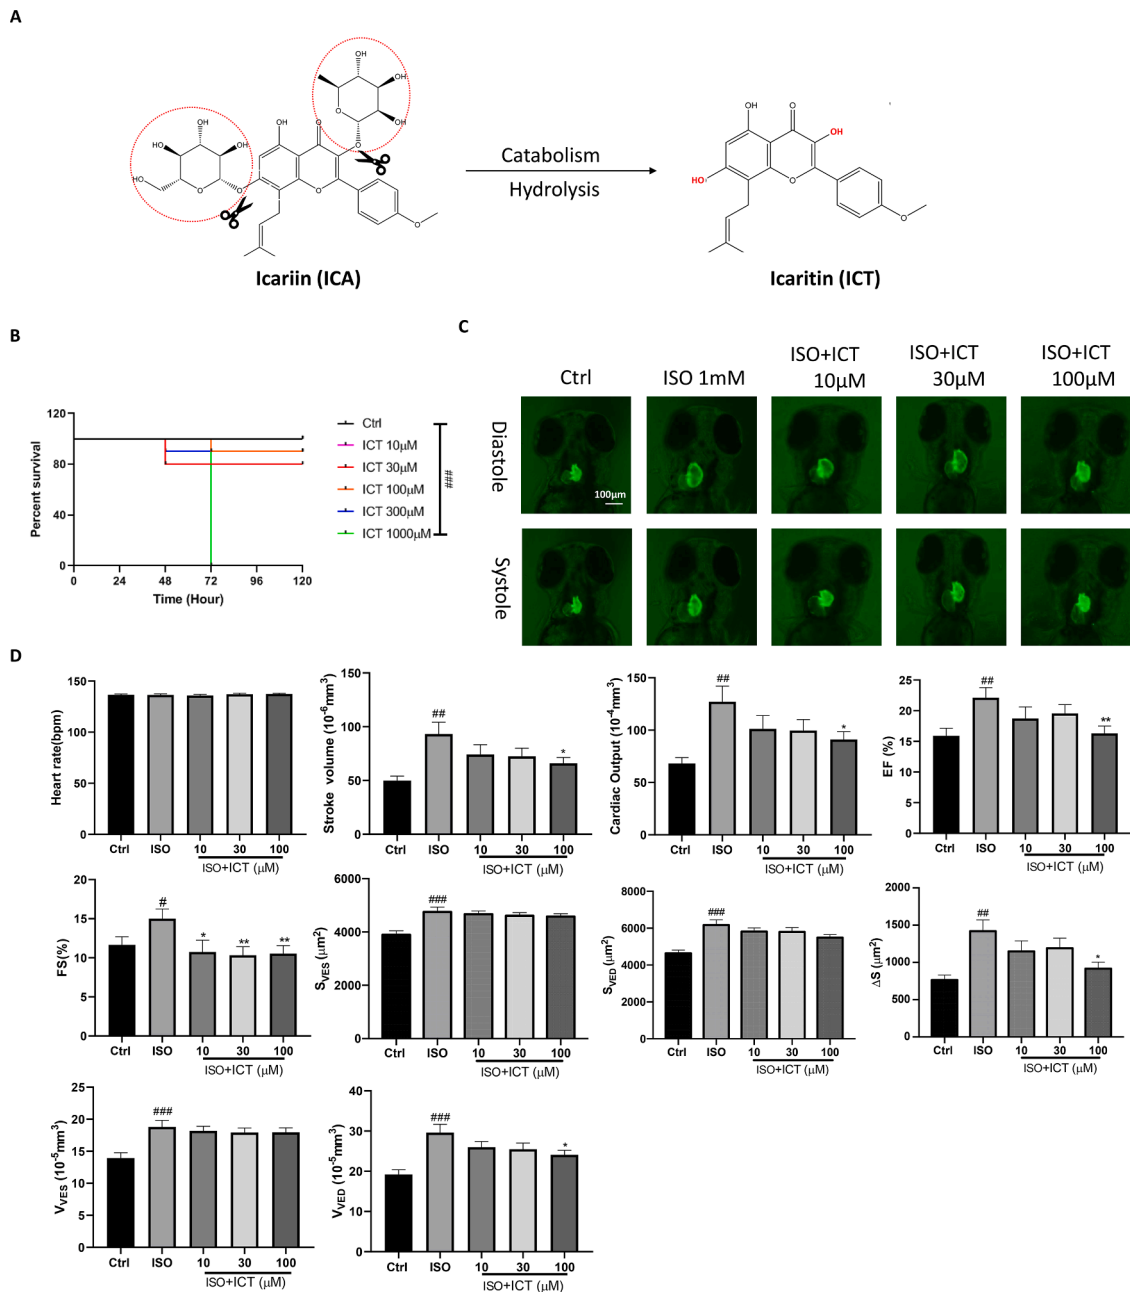 A
OH
OH
OH
OH
OH
OH
O
O
OH
O
HO
OH
HO
O
O
O
O
O
Icariin (ICA)
Catabolism
Hydrolysis
OH
O
OH
HO
O
O
Icaritin (ICT)
B
Percent survival
120
80
40
0
0 24 48 72 96 120
Time (Hour)
Ctrl
ICT 10μM
ICT 30μM
ICT 100μM
ICT 300μM
ICT 1000μM
###
C
Ctrl
ISO 1mM
ISO+ICT
10μM
ISO+ICT
30μM
ISO+ICT
100μM
Diastole
100μm
Systole
D
Heart rate(bpm)
150
100
50
0
Ctrl ISO 10 30 100
ISO+ICT (μM)
Stroke volume (10⁻⁶mm³)
150
100
50
0
##
*
Ctrl ISO 10 30 100
ISO+ICT (μM)
Cardiac Output (10⁻⁴mm³)
150
100
50
0
##
*
Ctrl ISO 10 30 100
ISO+ICT (μM)
EF (%)
25
20
15
10
5
0
##
**
Ctrl ISO 10 30 100
ISO+ICT (μM)
FS(%)
20
15
10
5
0
#
*
**
**
Ctrl ISO 10 30 100
ISO+ICT (μM)
S_VES (μm²)
6000
4000
2000
0
###
Ctrl ISO 10 30 100
ISO+ICT (μM)
S_VED (μm²)
8000
6000
4000
2000
0
###
Ctrl ISO 10 30 100
ISO+ICT (μM)
ΔS (μm²)
2000
1500
1000
500
0
##
*
Ctrl ISO 10 30 100
ISO+ICT (μM)
V_VES (10⁻⁵mm³)
25
20
15
10
5
0
###
Ctrl ISO 10 30 100
ISO+ICT (μM)
V_VED (10⁻⁵mm³)
40
30
20
10
0
###
*
Ctrl ISO 10 30 100
ISO+ICT (μM)